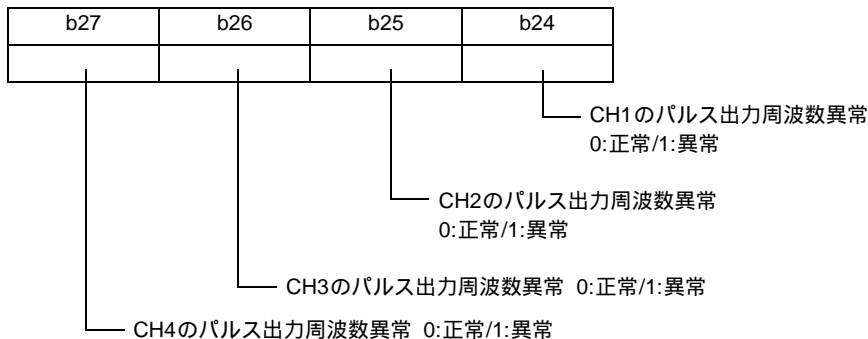 b27 b26 b25 b24
CH1のパルス出力周波数異常
0:正常/1:異常
CH2のパルス出力周波数異常
0:正常/1:異常
CH3のパルス出力周波数異常 0:正常/1:異常
CH4のパルス出力周波数異常 0:正常/1:異常